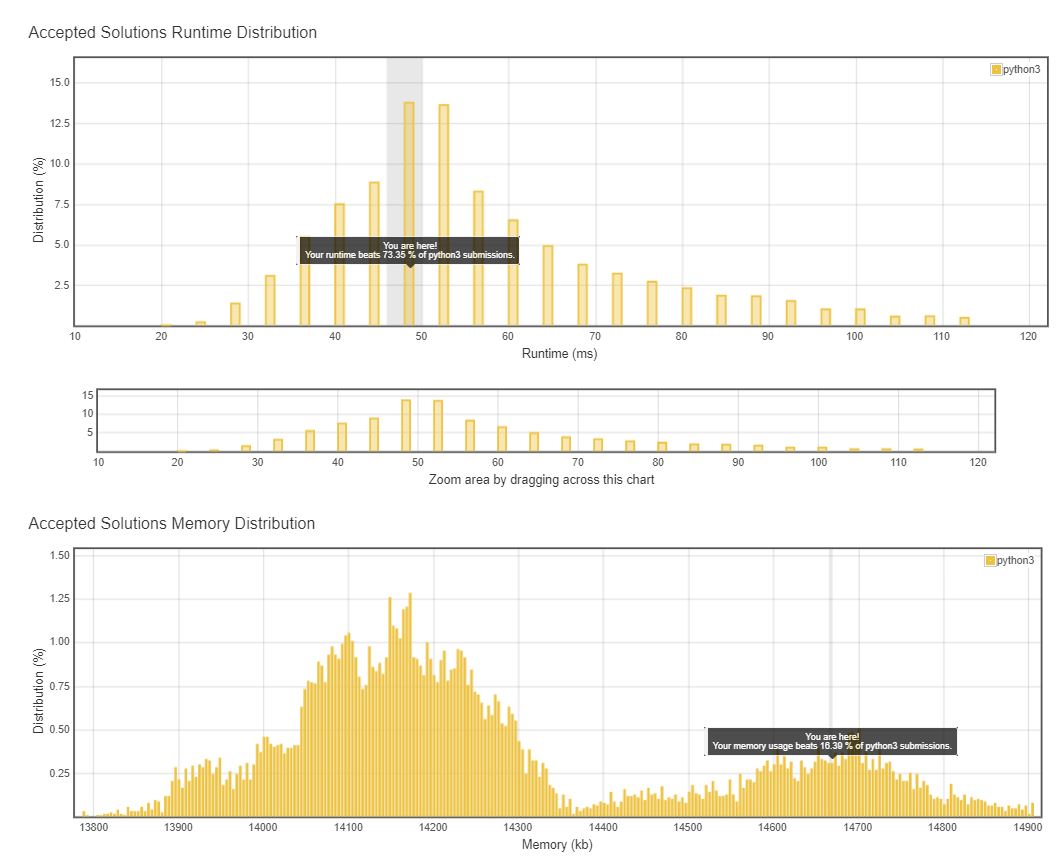 Accepted Solutions Runtime Distribution
python3
15.0
12.5
10.0
7.5
5.0
2.5
Distribution (%)
You are here!
Your runtime beats 73.35 % of python3 submissions.
10 20 30 40 50 60 70 80 90 100 110 120
Runtime (ms)
15
10
5
10 20 30 40 50 60 70 80 90 100 110 120
Zoom area by dragging across this chart
Accepted Solutions Memory Distribution
python3
1.50
1.25
1.00
0.75
0.50
0.25
Distribution (%)
You are here!
Your memory usage beats 16.39 % of python3 submissions.
13800 13900 14000 14100 14200 14300 14400 14500 14600 14700 14800 14900
Memory (kb)